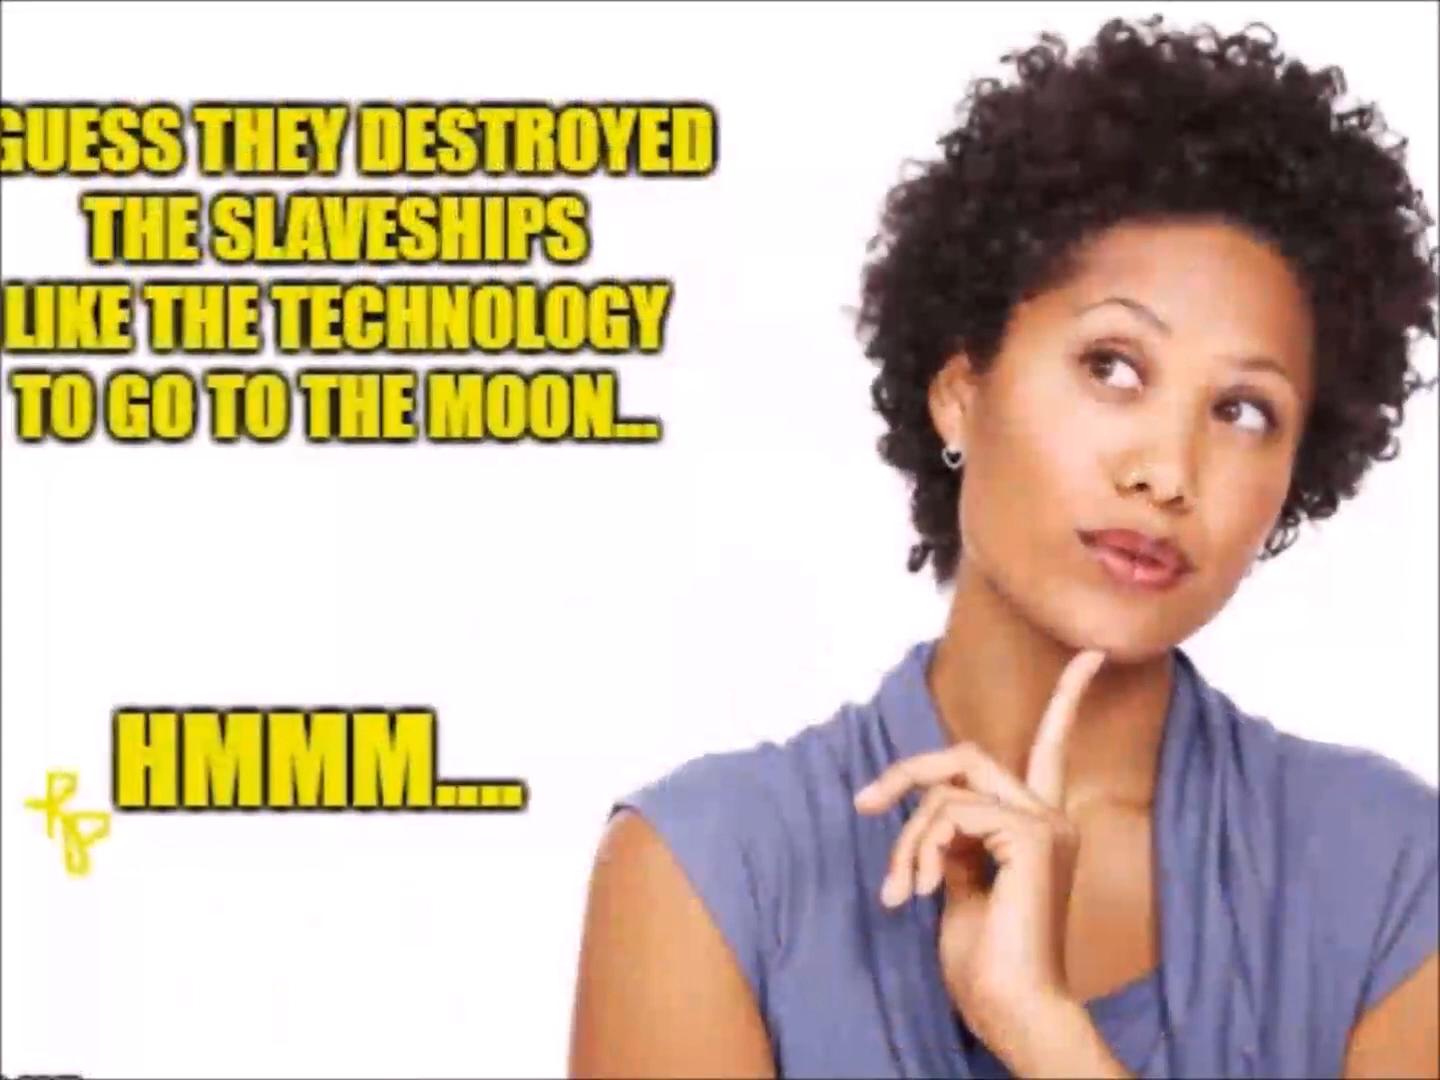 GUESS THEY DESTROYED
THE SLAVESHIPS
LIKE THE TECHNOLOGY
TO GO TO THE MOON...
HMMM....